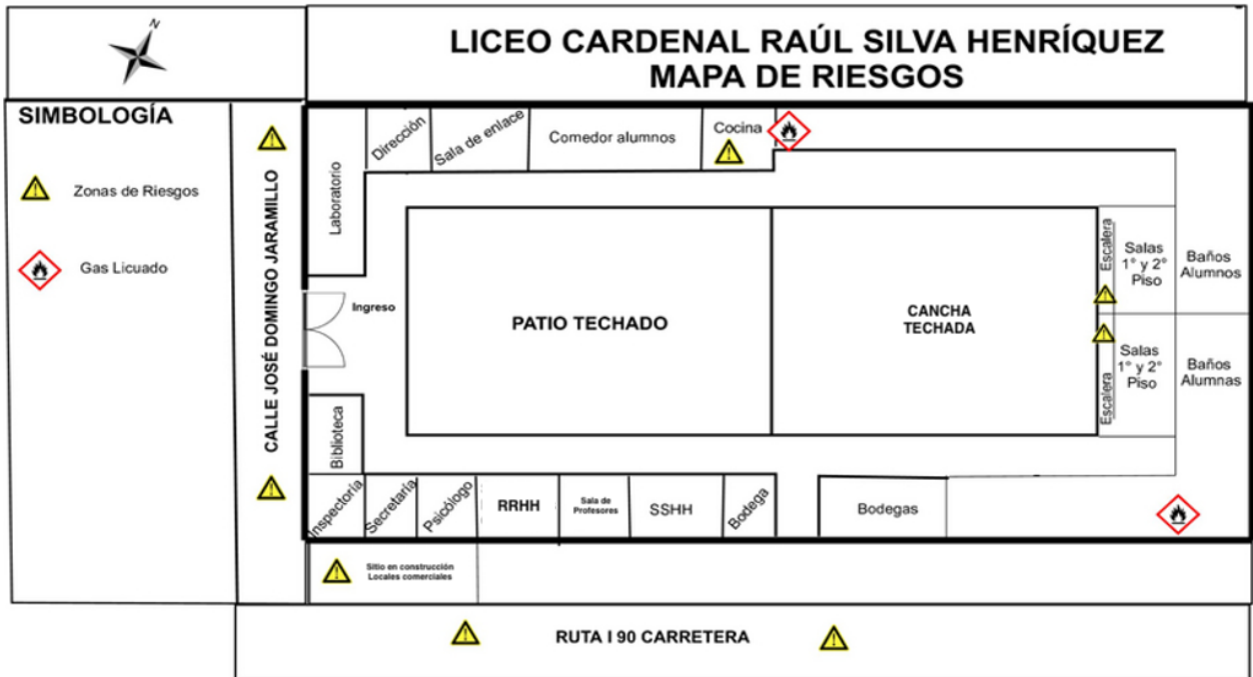 N
LICEO CARDENAL RAÚL SILVA HENRÍQUEZ
MAPA DE RIESGOS
SIMBOLOGÍA
Zonas de Riesgos
Gas Licuado
CALLE JOSÉ DOMINGO JARAMILLO
Laboratorio
Dirección
Sala de enlace
Comedor alumnos
Cocina
Ingreso
PATIO TECHADO
CANCHA
TECHADA
Escalera
Salas
1° y 2°
Piso
Baños
Alumnos
Escalera
Salas
1° y 2°
Piso
Baños
Alumnas
Biblioteca
Inspectoría
Secretaría
Psicólogo
RRHH
Sala de
Profesores
SSHH
Bodega
Bodegas
Sitio en construcción
Locales comerciales
RUTA I 90 CARRETERA